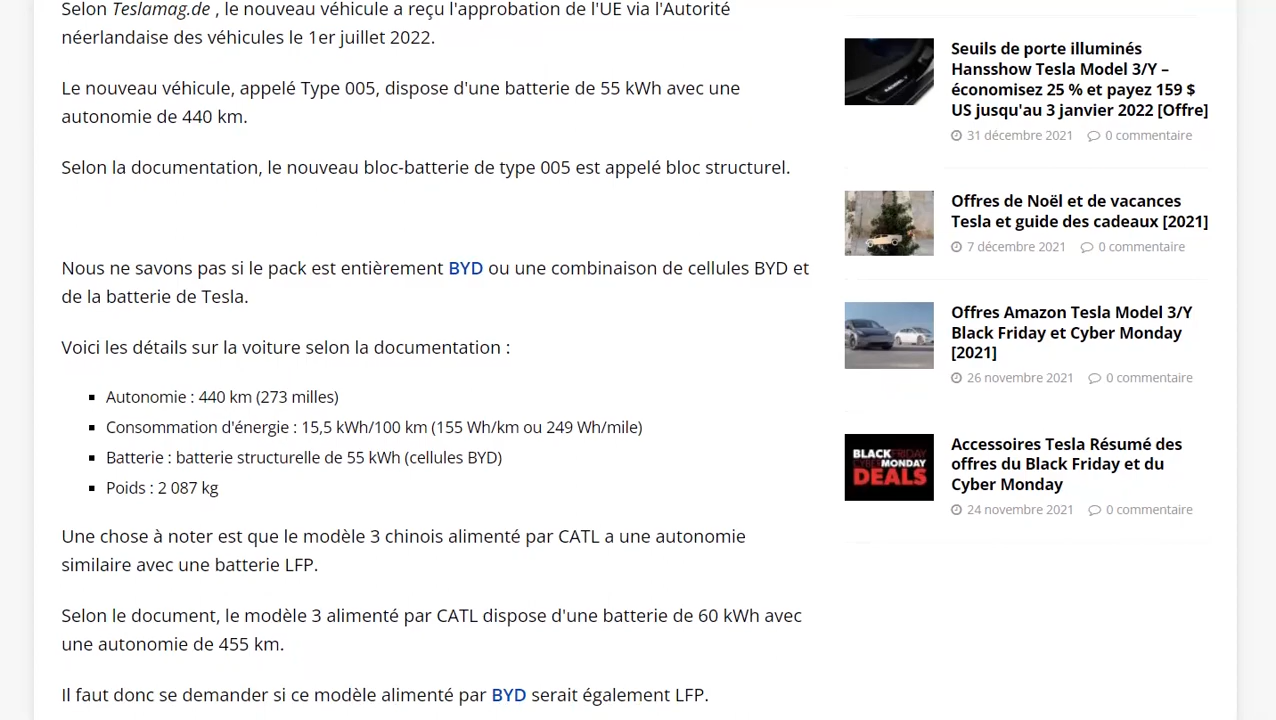 Selon Teslamag.de , le nouveau véhicule a reçu l'approbation de l'UE via l'Autorité
néerlandaise des véhicules le 1er juillet 2022.
Le nouveau véhicule, appelé Type 005, dispose d'une batterie de 55 kWh avec une
autonomie de 440 km.
Selon la documentation, le nouveau bloc-batterie de type 005 est appelé bloc structurel.
Nous ne savons pas si le pack est entièrement BYD ou une combinaison de cellules BYD et
de la batterie de Tesla.
Voici les détails sur la voiture selon la documentation :
Autonomie : 440 km (273 milles)
Consommation d'énergie : 15,5 kWh/100 km (155 Wh/km ou 249 Wh/mile)
Batterie : batterie structurelle de 55 kWh (cellules BYD)
Poids : 2 087 kg
Une chose à noter est que le modèle 3 chinois alimenté par CATL a une autonomie
similaire avec une batterie LFP.
Selon le document, le modèle 3 alimenté par CATL dispose d'une batterie de 60 kWh avec
une autonomie de 455 km.
Il faut donc se demander si ce modèle alimenté par BYD serait également LFP.
Seuils de porte illuminés
Hansshow Tesla Model 3/Y –
économisez 25 % et payez 159 $
US jusqu'au 3 janvier 2022 [Offre]
31 décembre 2021 0 commentaire
Offres de Noël et de vacances
Tesla et guide des cadeaux [2021]
7 décembre 2021 0 commentaire
Offres Amazon Tesla Model 3/Y
Black Friday et Cyber Monday
[2021]
26 novembre 2021 0 commentaire
BLACK FRIDAY
CYBER MONDAY
DEALS
Accessoires Tesla Résumé des
offres du Black Friday et du
Cyber Monday
24 novembre 2021 0 commentaire